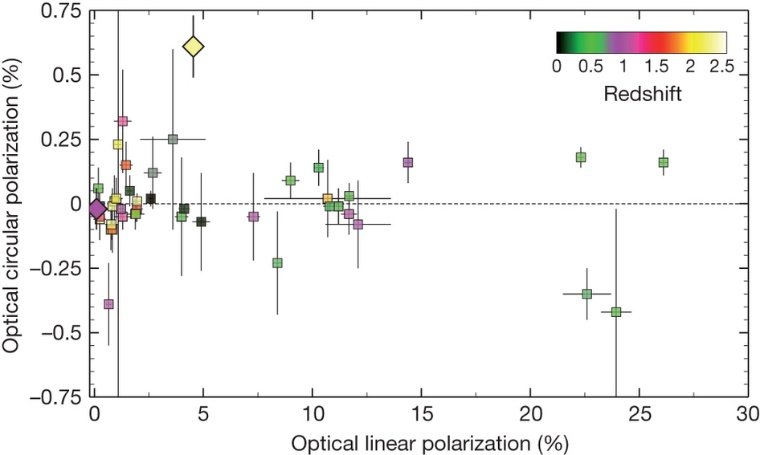 0.75
0.5
0.25
0
−0.25
−0.5
−0.75
Optical circular polarization (%)
0 0.5 1 1.5 2 2.5
Redshift
0 5 10 15 20 25 30
Optical linear polarization (%)